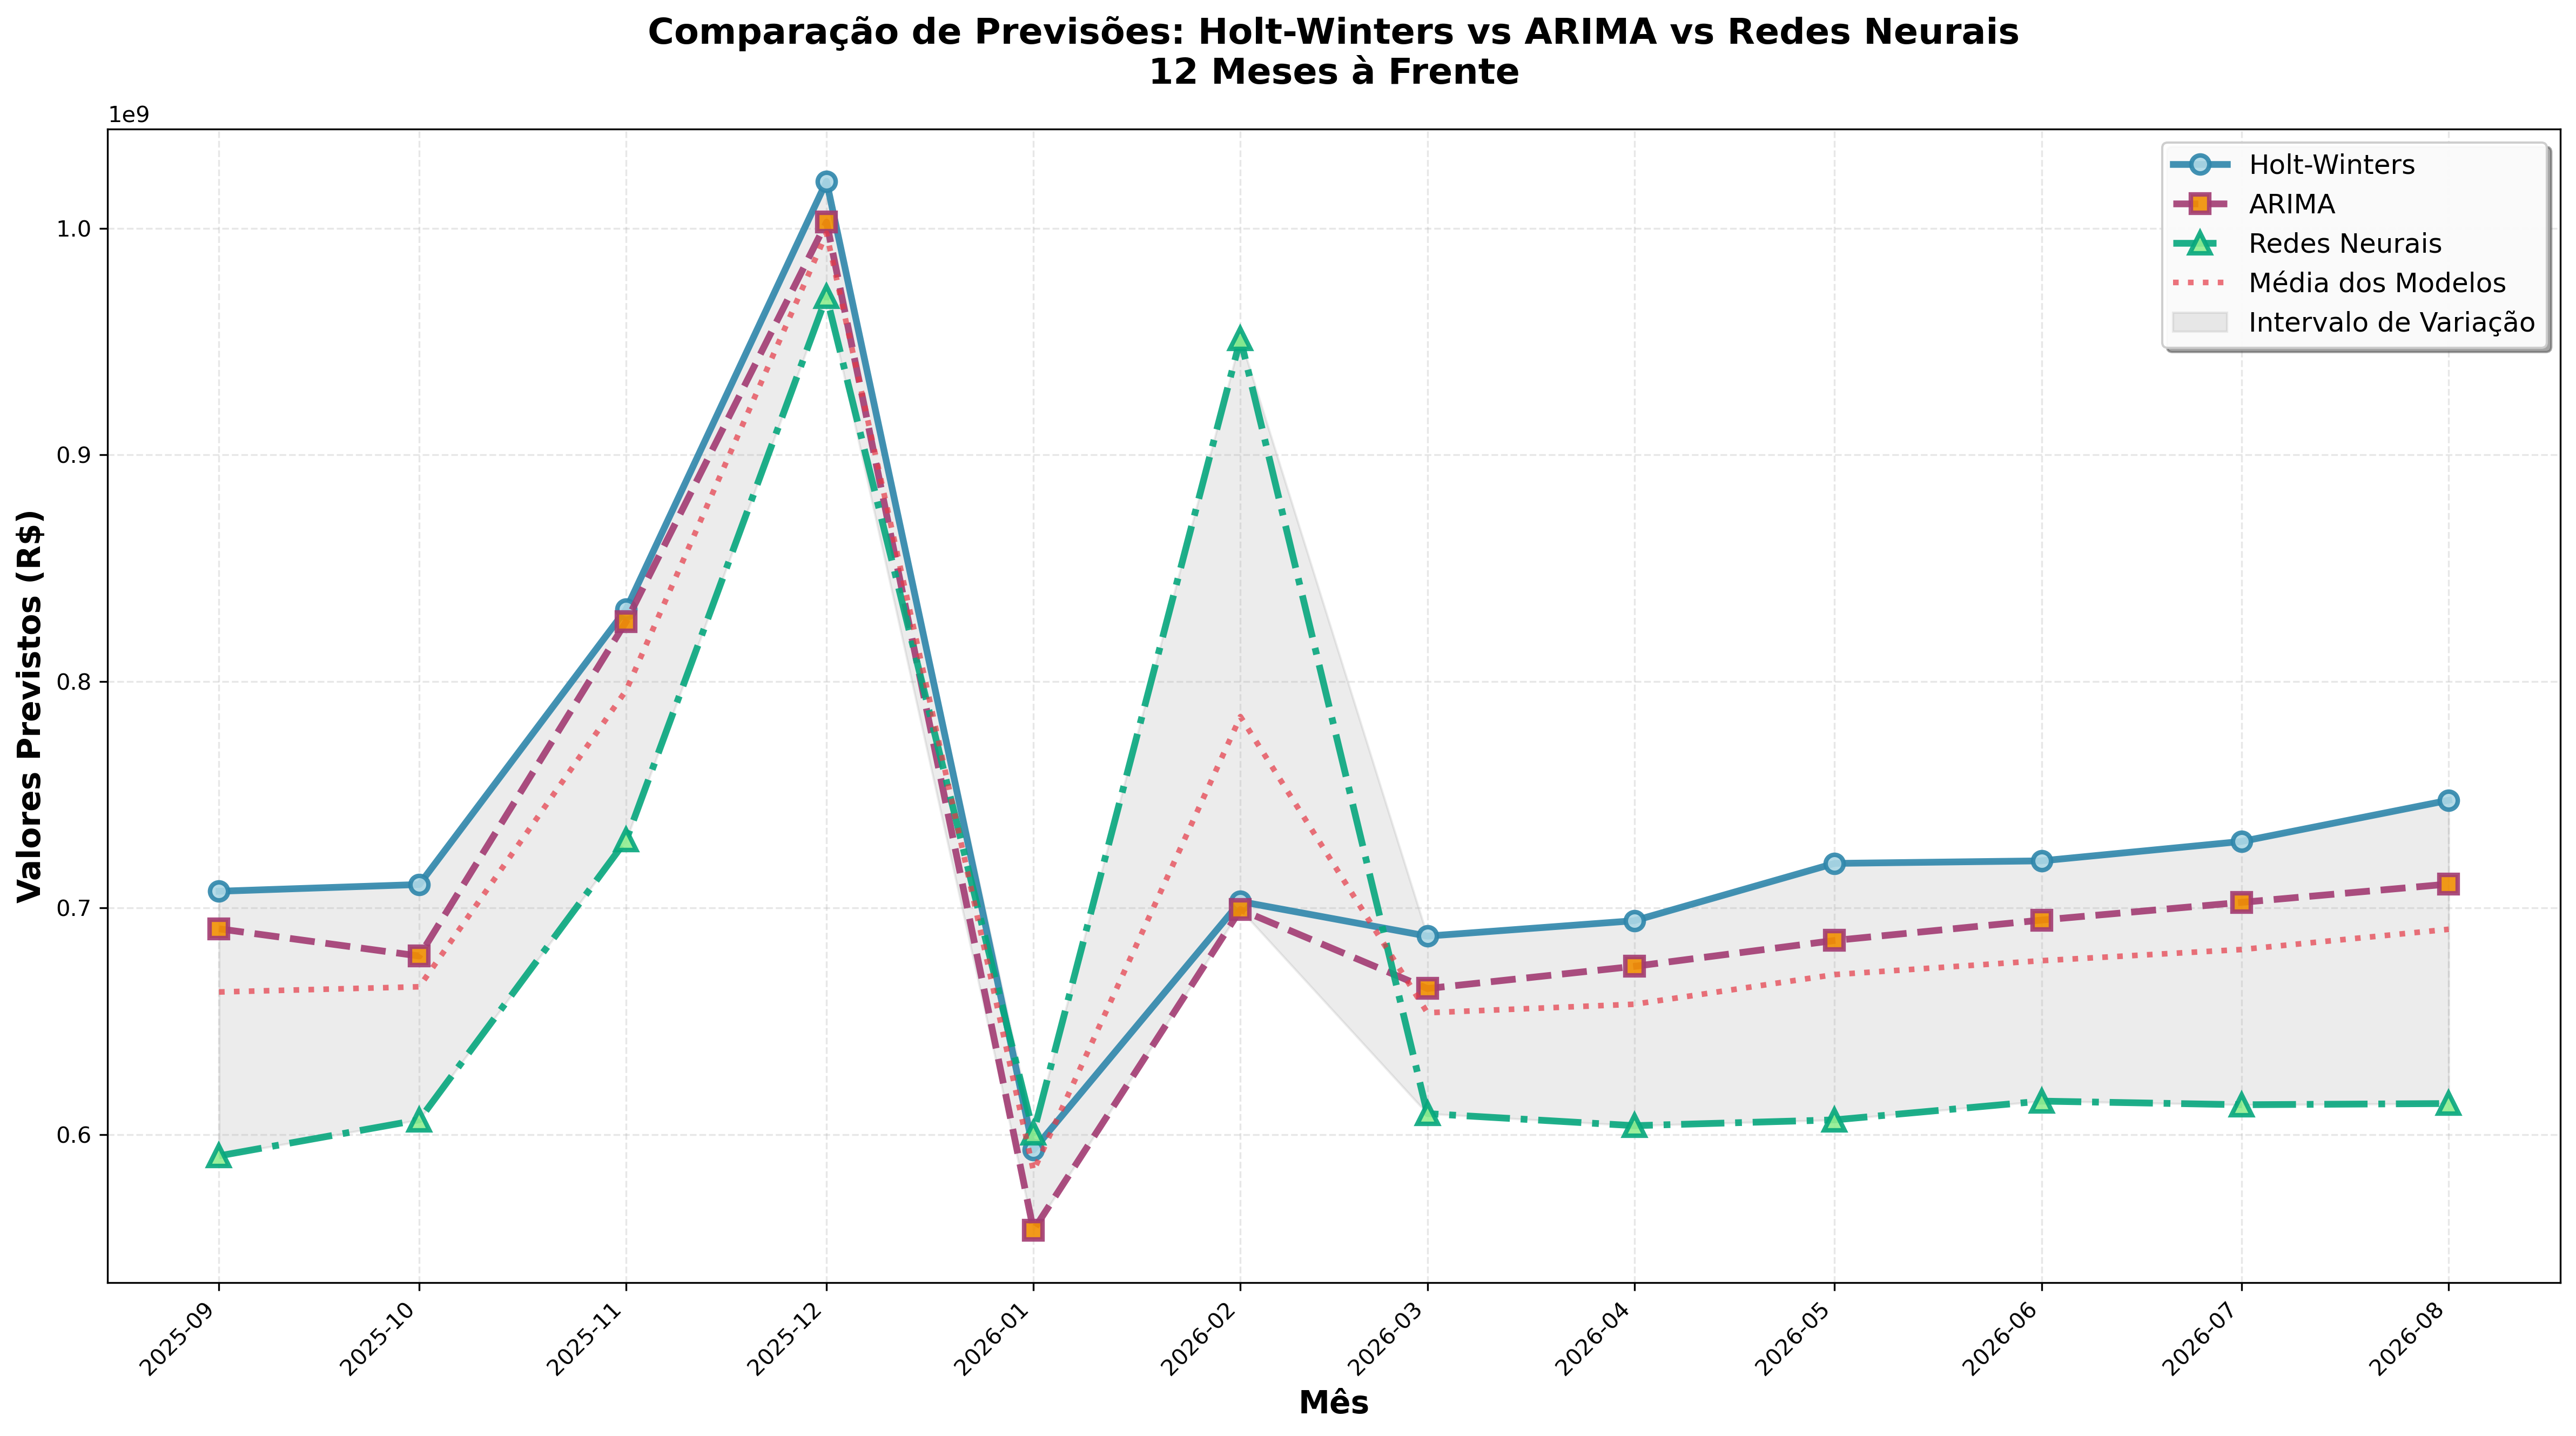 Comparação de Previsões: Holt-Winters vs ARIMA vs Redes Neurais
12 Meses à Frente
1e9
Holt-Winters
ARIMA
Redes Neurais
Média dos Modelos
Intervalo de Variação
Valores Previstos (R$)
1.0
0.9
0.8
0.7
0.6
2025-09
2025-10
2025-11
2025-12
2026-01
2026-02
2026-03
2026-04
2026-05
2026-06
2026-07
2026-08
Mês